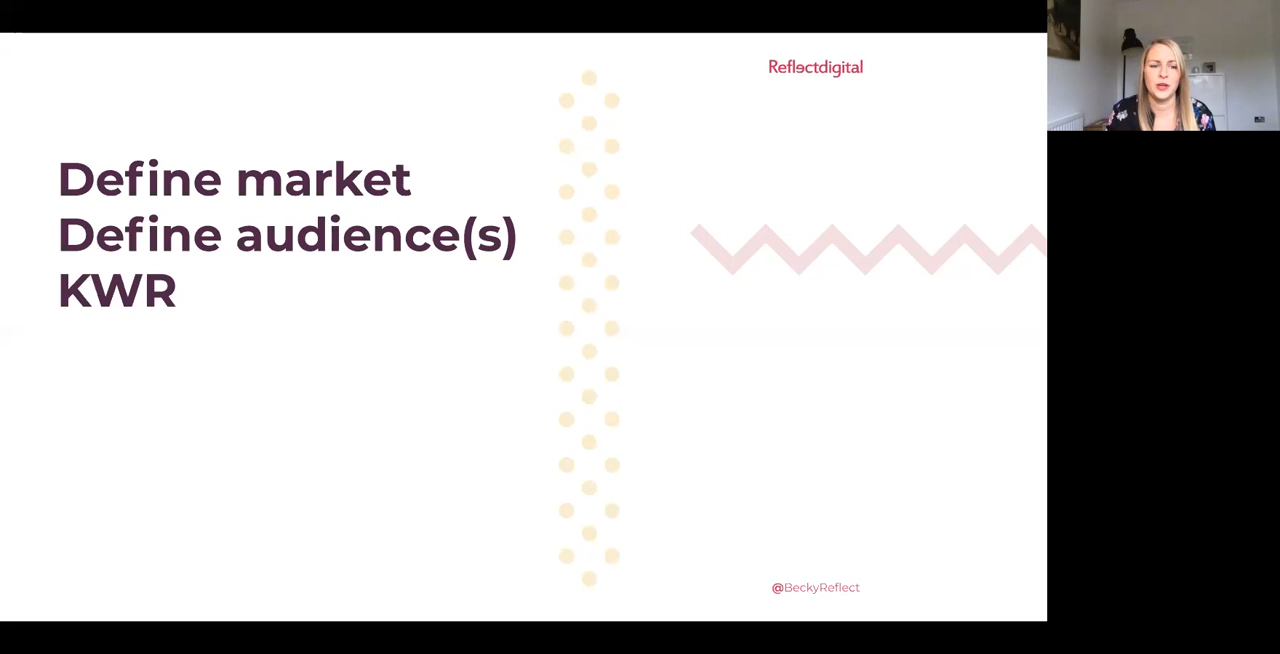 Reflectdigital
Define market
Define audience(s)
KWR
@BeckyReflect